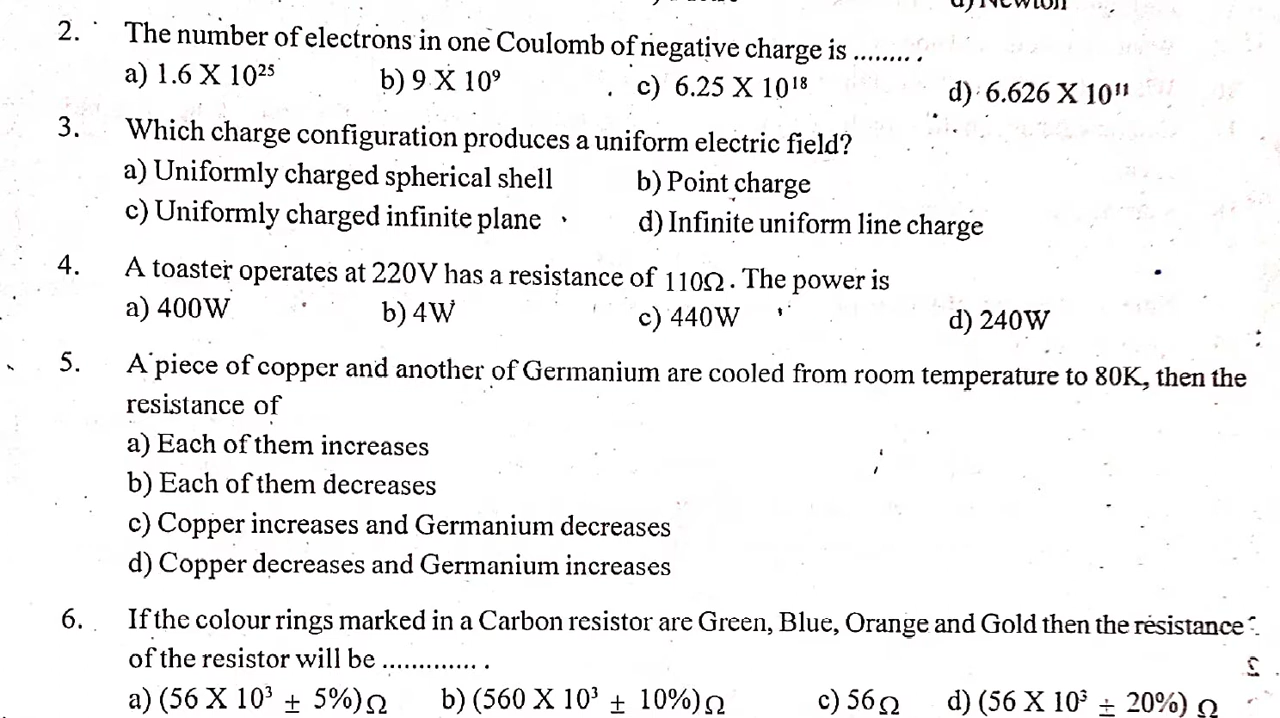 d) Newton
2. The number of electrons in one Coulomb of negative charge is .........
a) 1.6 X 10²⁵ b) 9 X 10⁹ c) 6.25 X 10¹⁸ d) 6.626 X 10¹¹
3. Which charge configuration produces a uniform electric field?
a) Uniformly charged spherical shell b) Point charge
c) Uniformly charged infinite plane d) Infinite uniform line charge
4. A toaster operates at 220V has a resistance of 110Ω. The power is
a) 400W b) 4W c) 440W d) 240W
5. A piece of copper and another of Germanium are cooled from room temperature to 80K, then the
resistance of
a) Each of them increases
b) Each of them decreases
c) Copper increases and Germanium decreases
d) Copper decreases and Germanium increases
6. If the colour rings marked in a Carbon resistor are Green, Blue, Orange and Gold then the resistance
of the resistor will be ..............
a) (56 X 10³ ± 5%)Ω b) (560 X 10³ ± 10%)Ω c) 56Ω d) (56 X 10³ ± 20%) Ω